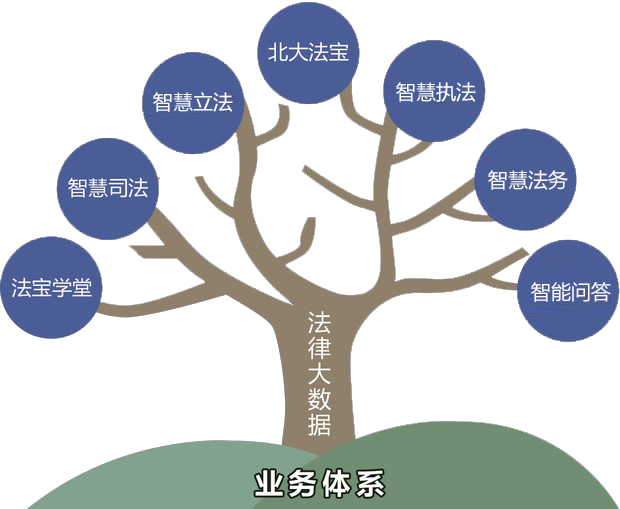 北大法宝
智慧立法
智慧执法
智慧司法
智慧法务
法宝学堂
智能问答
法律大数据
业务体系